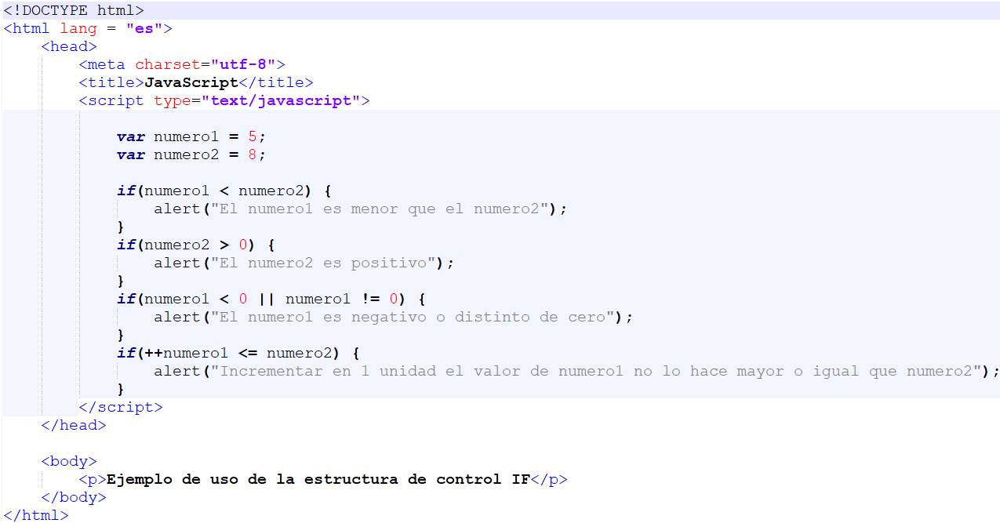 <!DOCTYPE html>
<html lang = "es">
<head>
<meta charset="utf-8">
<title>JavaScript</title>
<script type="text/javascript">
var numero1 = 5;
var numero2 = 8;
if(numero1 < numero2) {
alert("El numero1 es menor que el numero2");
}
if(numero2 > 0) {
alert("El numero2 es positivo");
}
if(numero1 < 0 || numero1 != 0) {
alert("El numero1 es negativo o distinto de cero");
}
if(++numero1 <= numero2) {
alert("Incrementar en 1 unidad el valor de numero1 no lo hace mayor o igual que numero2");
}
</script>
</head>
<body>
<p>Ejemplo de uso de la estructura de control IF</p>
</body>
</html>